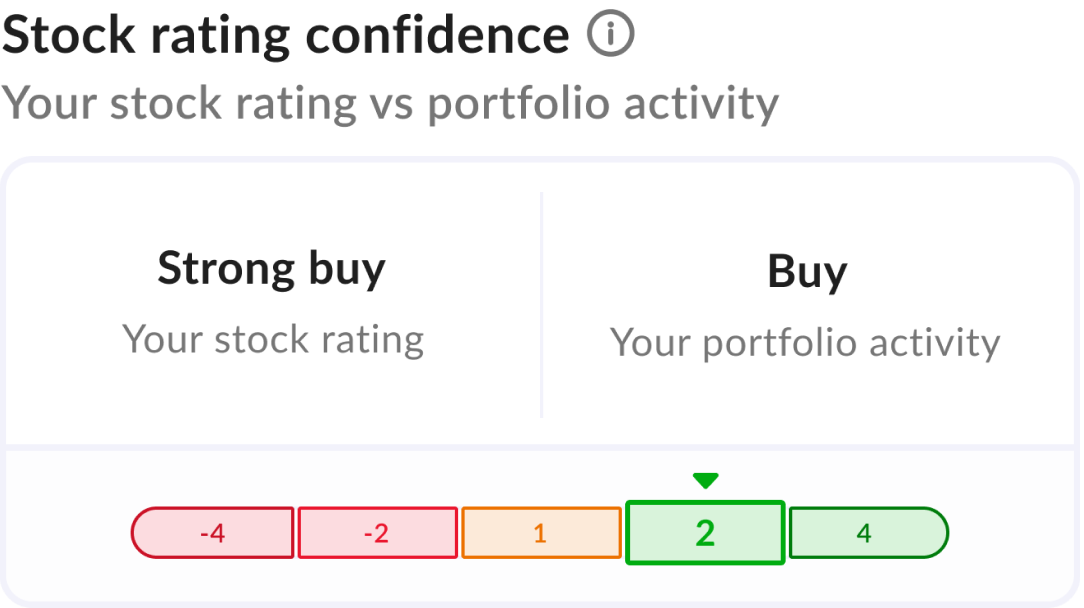 Stock rating confidence
Your stock rating vs portfolio activity
Strong buy
Your stock rating
Buy
Your portfolio activity
-4 -2 1 2 4